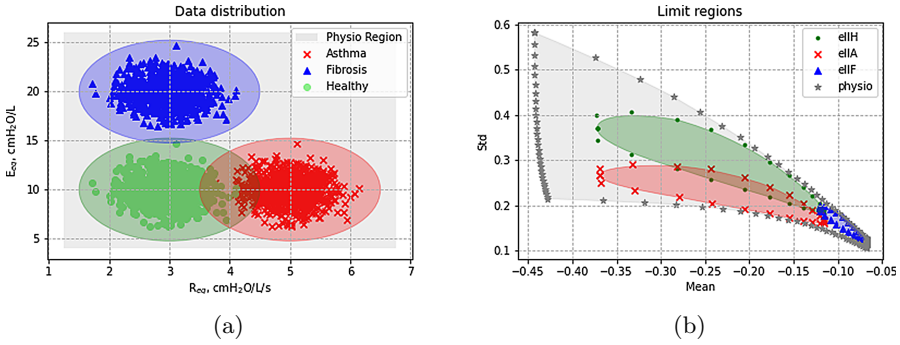 Data distribution
25
20
15
10
5
E_eq, cmH₂O/L
1
2
3
4
5
6
7
R_eq, cmH₂O/L/s
Physio Region
Asthma
Fibrosis
Healthy
(a)
Limit regions
0.6
0.5
0.4
0.3
0.2
0.1
Std
−0.45
−0.40
−0.35
−0.30
−0.25
−0.20
−0.15
−0.10
−0.05
Mean
ellH
ellA
ellF
physio
(b)